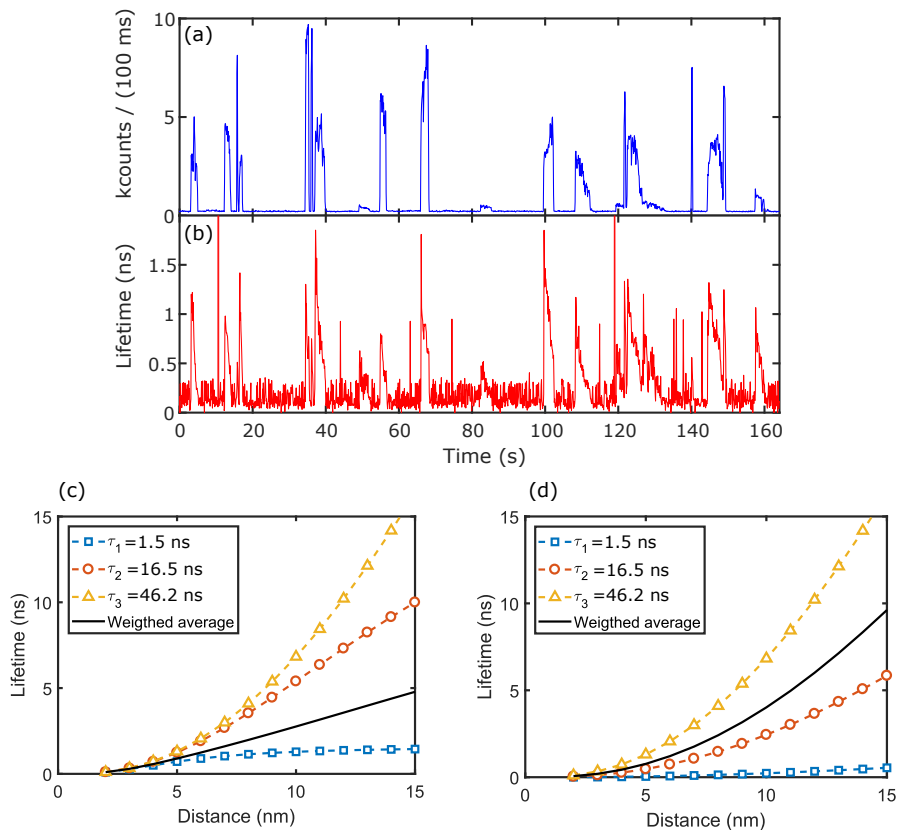 (a)
kcounts / (100 ms)
10
5
0
(b)
Lifetime (ns)
1.5
1
0.5
0
0 20 40 60 80 100 120 140 160
Time (s)
(c)
Lifetime (ns)
15
10
5
0
τ1=1.5 ns
τ2=16.5 ns
τ3=46.2 ns
Weigthed average
0 5 10 15
Distance (nm)
(d)
Lifetime (ns)
15
10
5
0
τ1=1.5 ns
τ2=16.5 ns
τ3=46.2 ns
Weigthed average
0 5 10 15
Distance (nm)